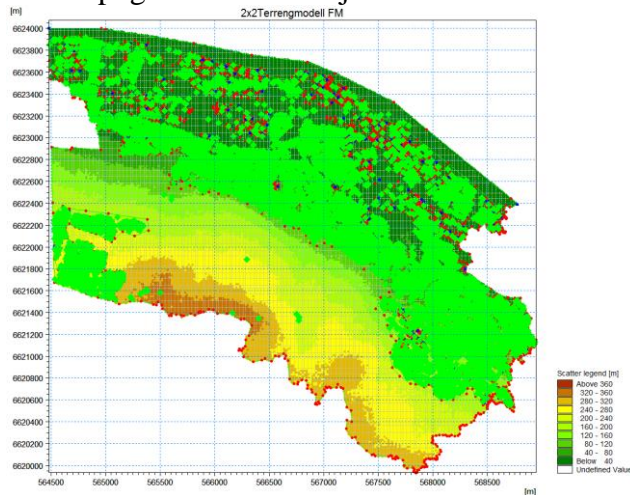 [m]
2x2Terrengmodell FM
6624000
6623800
6623600
6623400
6623200
6623000
6622800
6622600
6622400
6622200
6622000
6621800
6621600
6621400
6621200
6621000
6620800
6620600
6620400
6620200
6620000
564500 565000 565500 566000 566500 567000 567500 568000 568500
[m]
Scatter legend [m]
Above 360
320 - 360
280 - 320
240 - 280
200 - 240
160 - 200
120 - 160
80 - 120
40 - 80
Below 40
Undefined Value